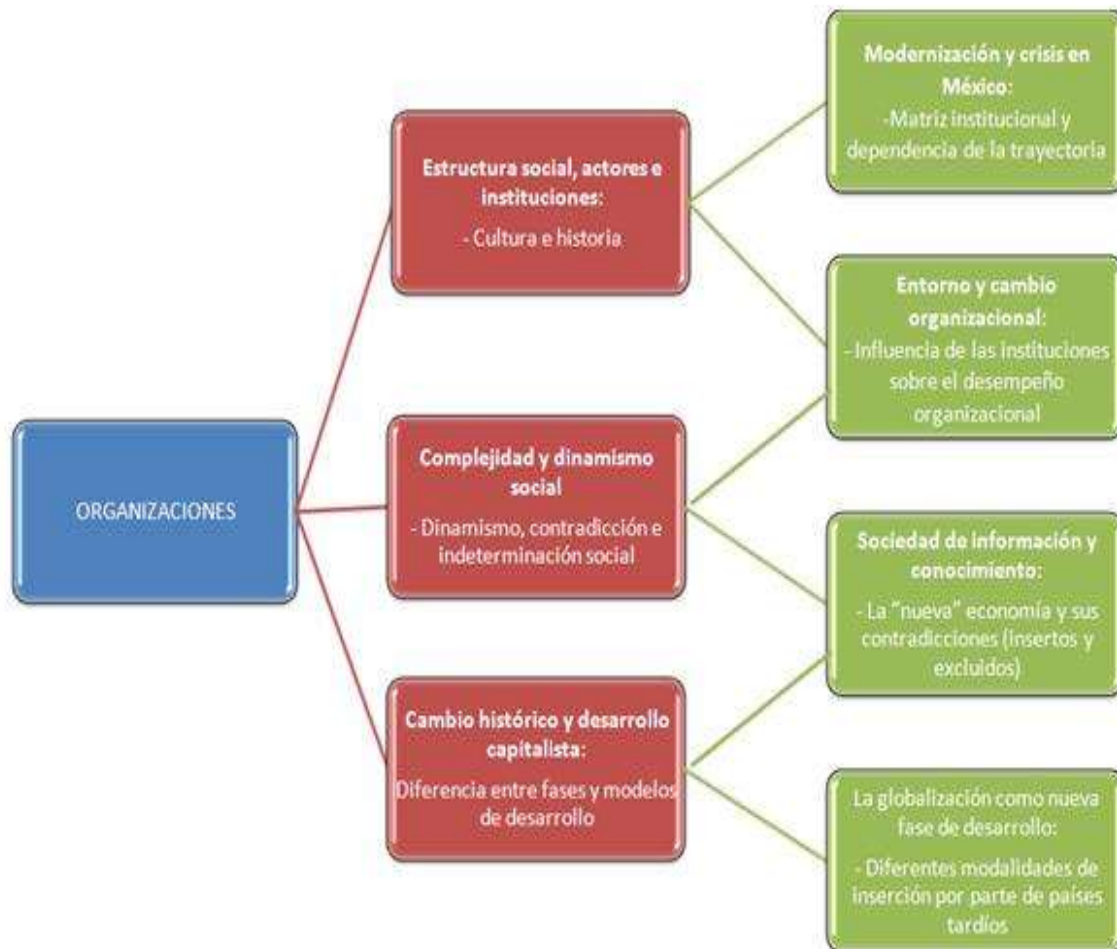 ORGANIZACIONES
Estructura social, actores e
instituciones:
- Cultura e historia
Complejidad y dinamismo
social
- Dinamismo, contradicción e
indeterminación social
Cambio histórico y desarrollo
capitalista:
Diferencia entre fases y modelos
de desarrollo
Modernización y crisis en
México:
-Matriz institucional y
dependencia de la trayectoria
Entorno y cambio
organizacional:
- Influencia de las instituciones
sobre el desempeño
organizacional
Sociedad de información y
conocimiento:
- La "nueva" economía y sus
contradicciones (insertos y
excluidos)
La globalización como nueva
fase de desarrollo:
- Diferentes modalidades de
inserción por parte de países
tardíos